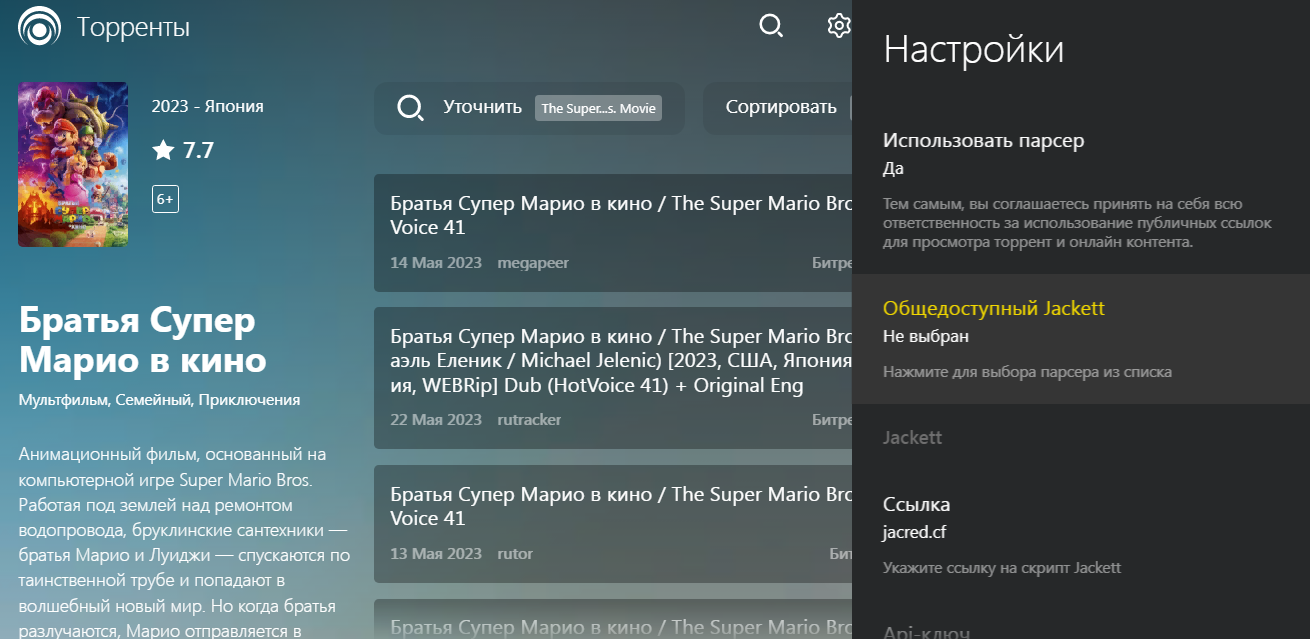 Торренты
2023 - Япония
7.7
6+
Братья Супер
Марио в кино
Мультфильм, Семейный, Приключения
Анимационный фильм, основанный на
компьютерной игре Super Mario Bros.
Работая под землей над ремонтом
водопровода, бруклинские сантехники —
братья Марио и Луиджи — спускаются по
таинственной трубе и попадают в
волшебный новый мир. Но когда братья
разлучаются, Марио отправляется в
Уточнить The Super...s. Movie
Сортировать
Братья Супер Марио в кино / The Super Mario Bro
Voice 41
14 Мая 2023 megapeer Битре
Братья Супер Марио в кино / The Super Mario Bro
аэль Еленик / Michael Jelenic) [2023, США, Япония
ия, WEBRip] Dub (HotVoice 41) + Original Eng
22 Мая 2023 rutracker Битре
Братья Супер Марио в кино / The Super Mario Bro
Voice 41
13 Мая 2023 rutor Бит
Братья Супер Марио в кино / The Super Mario Bro
Настройки
Использовать парсер
Да
Тем самым, вы соглашаетесь принять на себя всю
ответственность за использование публичных ссылок
для просмотра торрент и онлайн контента.
Общедоступный Jackett
Не выбран
Нажмите для выбора парсера из списка
Jackett
Ссылка
jacred.cf
Укажите ссылку на скрипт Jackett
Api-ключ